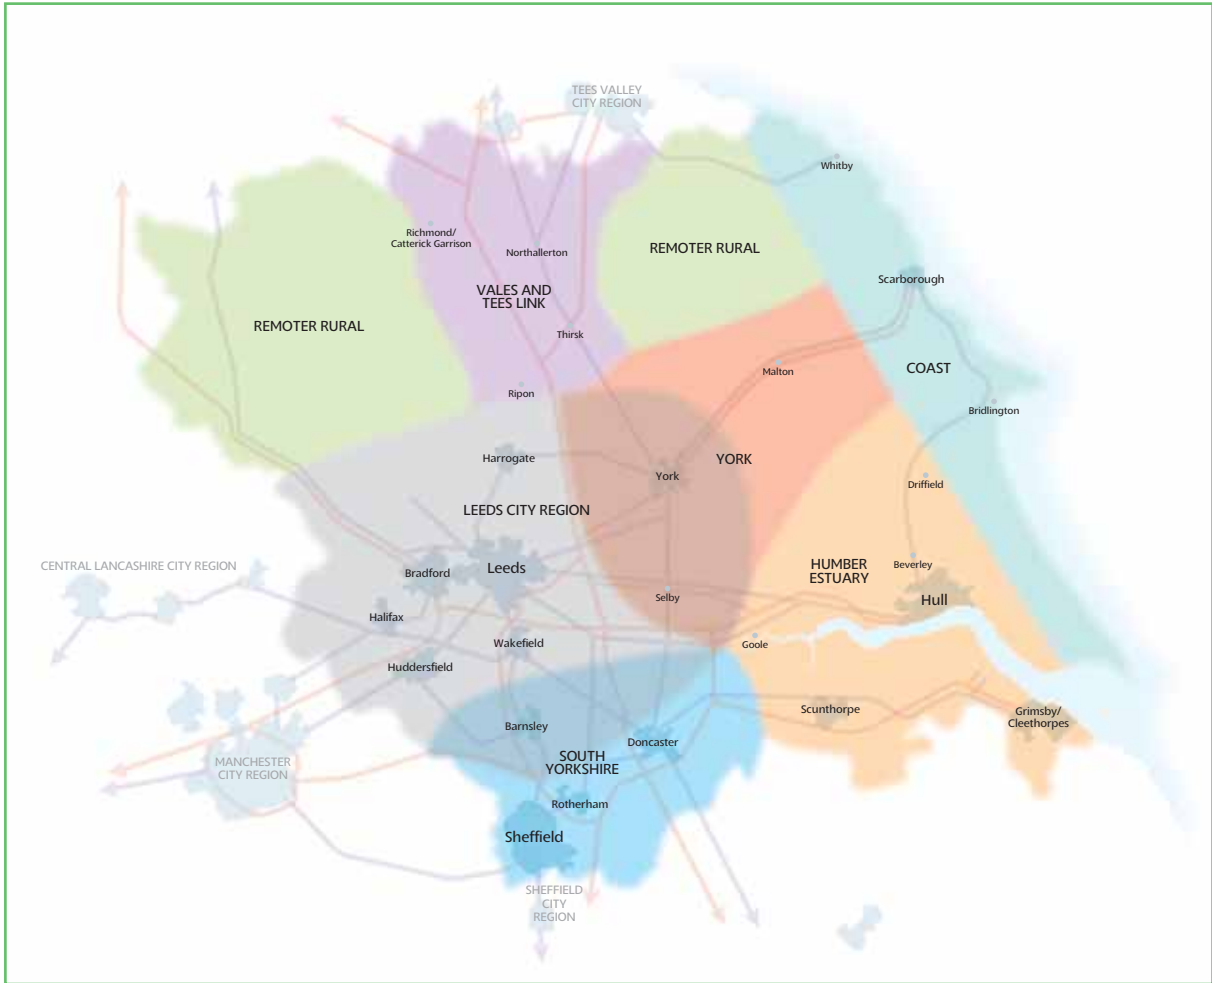 TEES VALLEY
CITY REGION
Whitby
Richmond/
Catterick Garrison
Northallerton
REMOTER RURAL
Scarborough
VALES AND
TEES LINK
REMOTER RURAL
Thirsk
Malton
COAST
Ripon
Bridlington
Harrogate
York
YORK
Driffield
LEEDS CITY REGION
CENTRAL LANCASHIRE CITY REGION
Bradford
Leeds
HUMBER
ESTUARY
Beverley
Selby
Hull
Halifax
Wakefield
Goole
Huddersfield
Barnsley
Scunthorpe
Grimsby/
Cleethorpes
Doncaster
SOUTH
YORKSHIRE
MANCHESTER
CITY REGION
Rotherham
Sheffield
SHEFFIELD
CITY
REGION